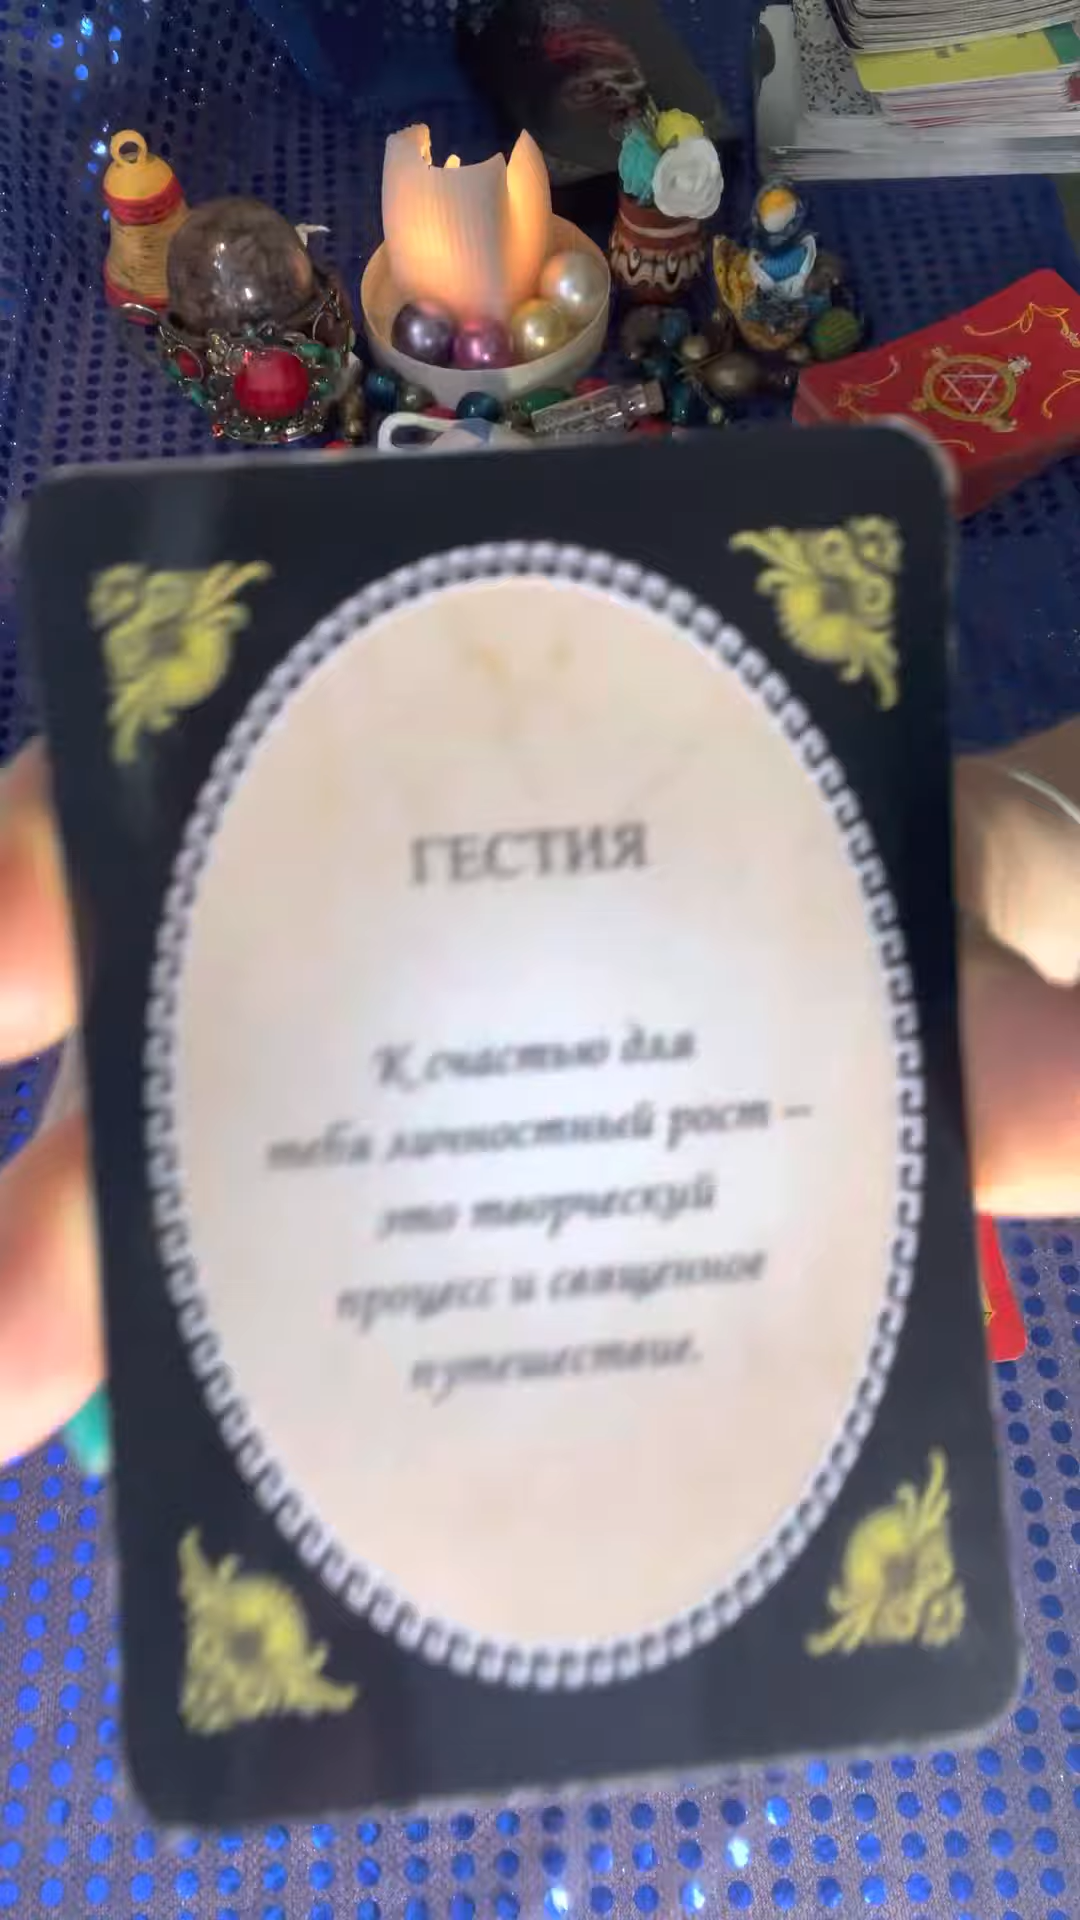 ГЕСТИЯ
К счастью для
тебя личностный рост –
это творческий
процесс и священное
путешествие.